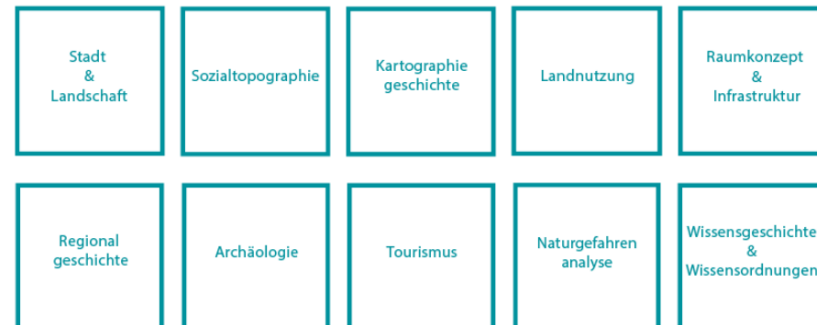 Stadt
&
Landschaft
Sozialtopographie
Kartographie
geschichte
Landnutzung
Raumkonzept
&
Infrastruktur
Regional
geschichte
Archäologie
Tourismus
Naturgefahren
analyse
Wissensgeschichte
&
Wissensordnungen